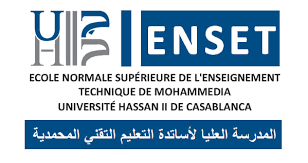 ENSET
ECOLE NORMALE SUPÉRIEURE DE L'ENSEIGNEMENT
TECHNIQUE DE MOHAMMEDIA
UNIVERSITÉ HASSAN II DE CASABLANCA
المدرسة العليا لأساتذة التعليم التقني المحمدية